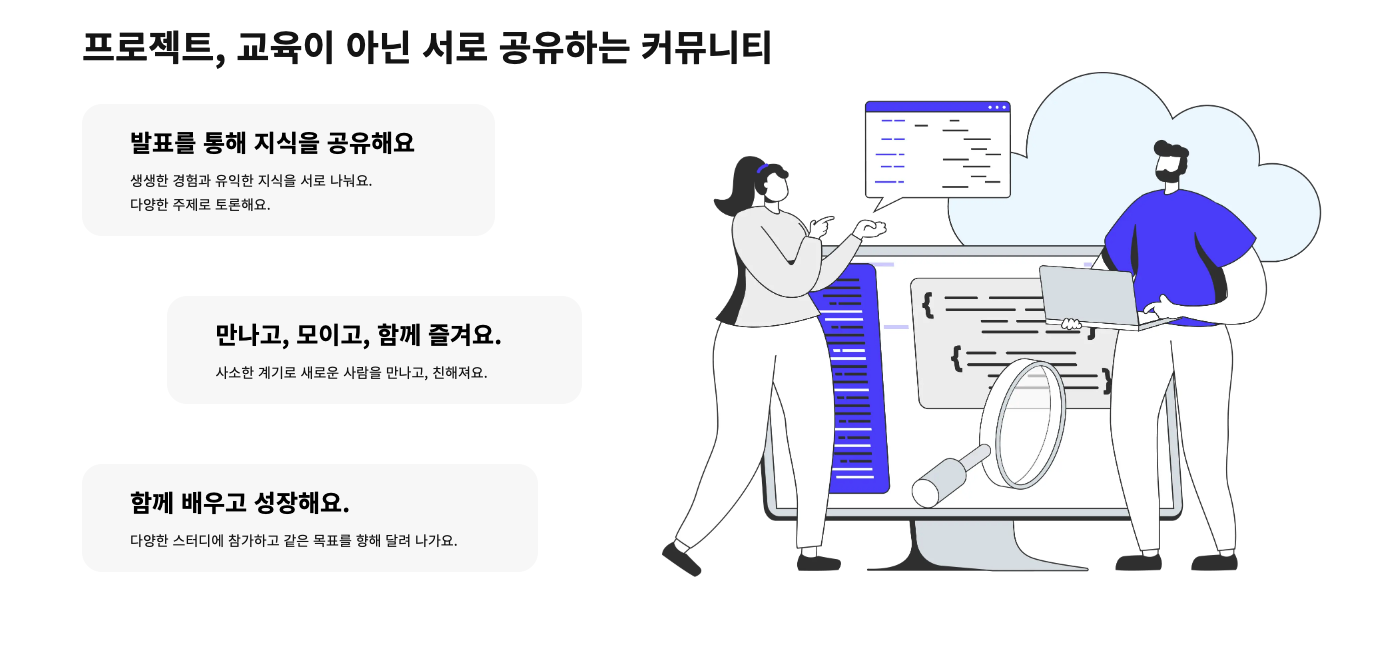 프로젝트, 교육이 아닌 서로 공유하는 커뮤니티
발표를 통해 지식을 공유해요
생생한 경험과 유익한 지식을 서로 나눠요.
다양한 주제로 토론해요.
만나고, 모이고, 함께 즐겨요.
사소한 계기로 새로운 사람을 만나고, 친해져요.
함께 배우고 성장해요.
다양한 스터디에 참가하고 같은 목표를 향해 달려 나가요.